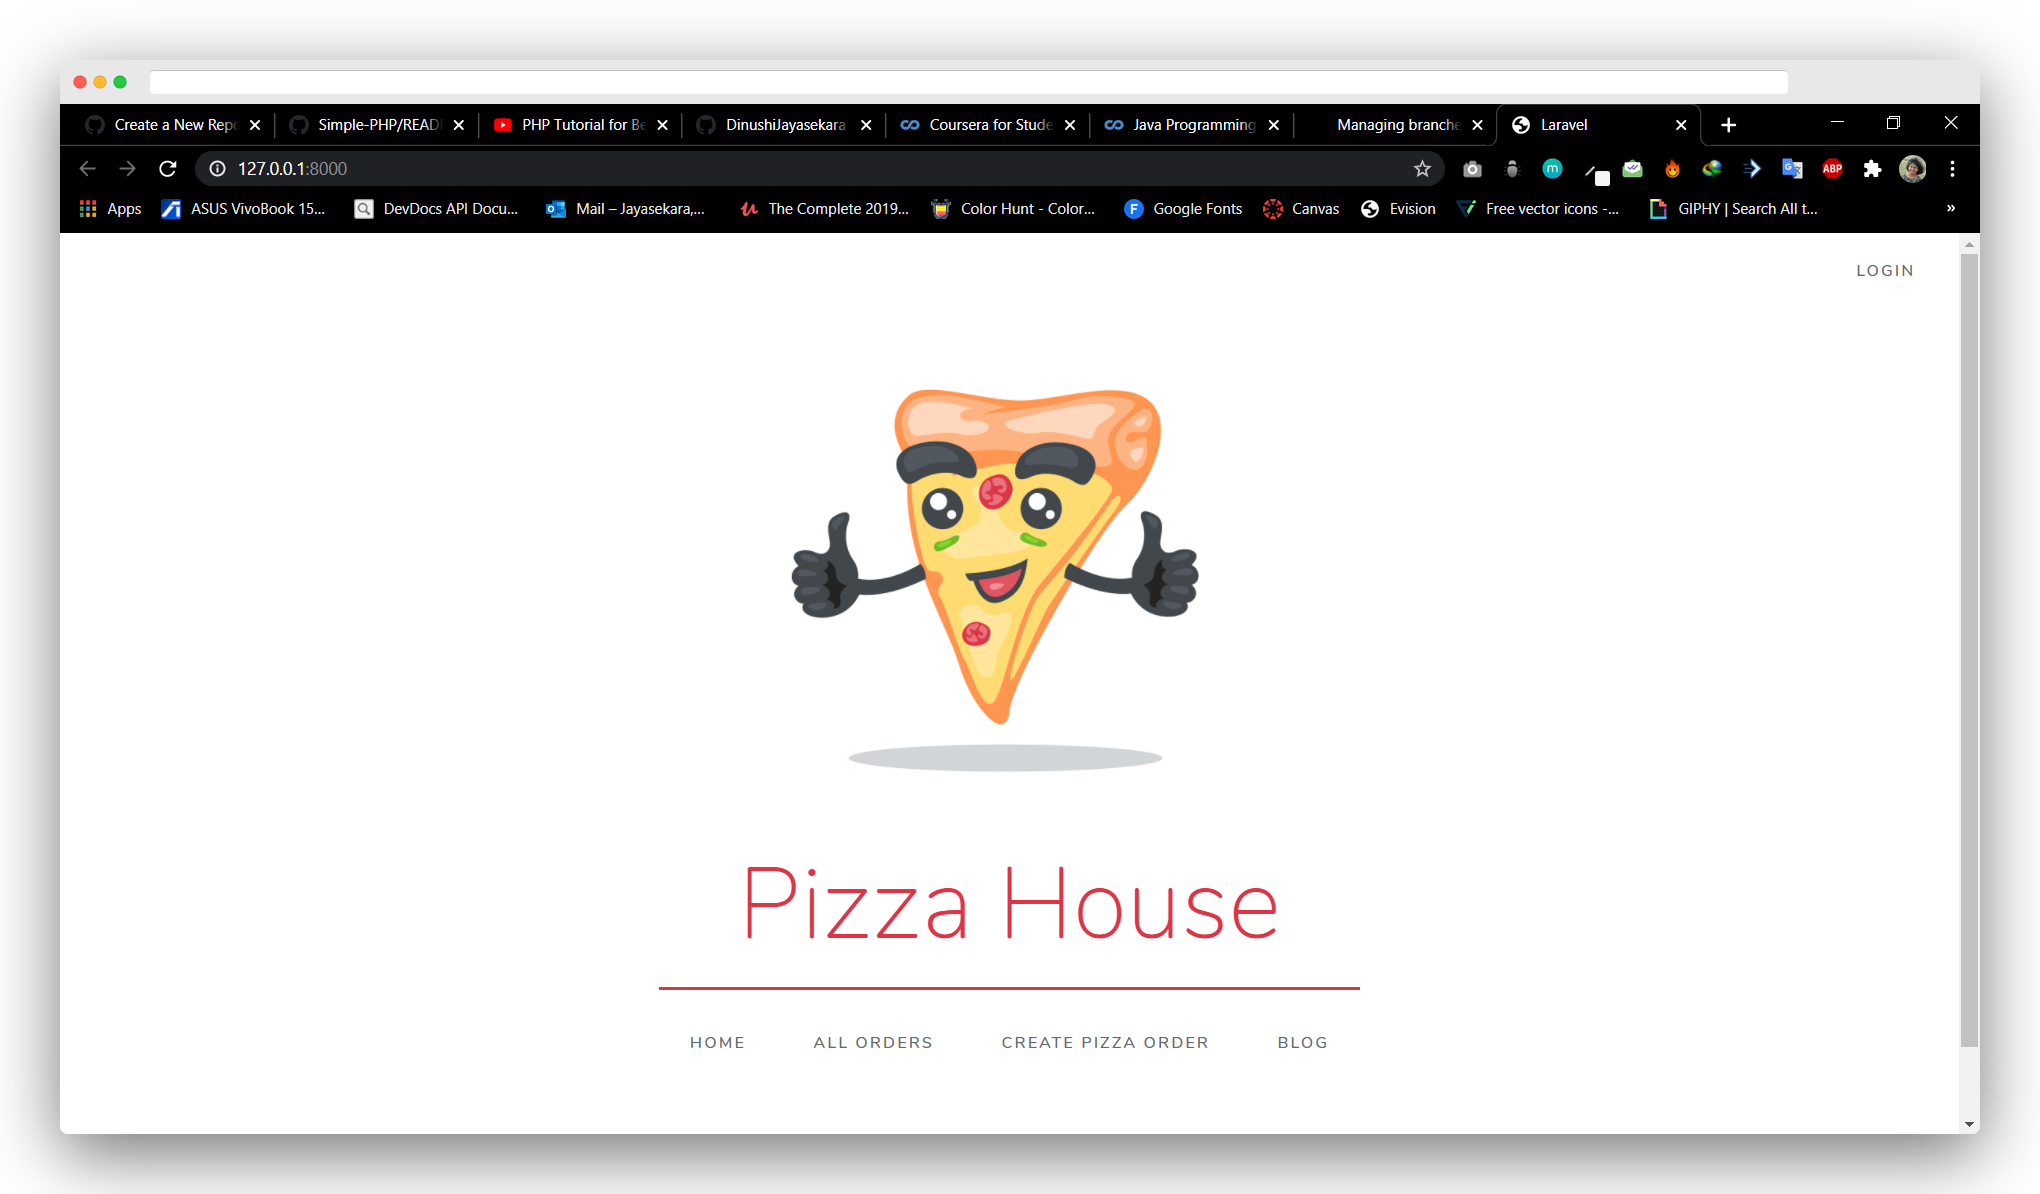 Create a New Repo Simple-PHP/READ PHP Tutorial for Be DinushiJayasekara Coursera for Stude Java Programming Managing branche Laravel
127.0.0.1:8000
Apps ASUS VivoBook 15... DevDocs API Docu... Mail – Jayasekara,... The Complete 2019... Color Hunt - Color... Google Fonts Canvas Evision Free vector icons -... GIPHY | Search All t... »
LOGIN
Pizza House
HOME ALL ORDERS CREATE PIZZA ORDER BLOG